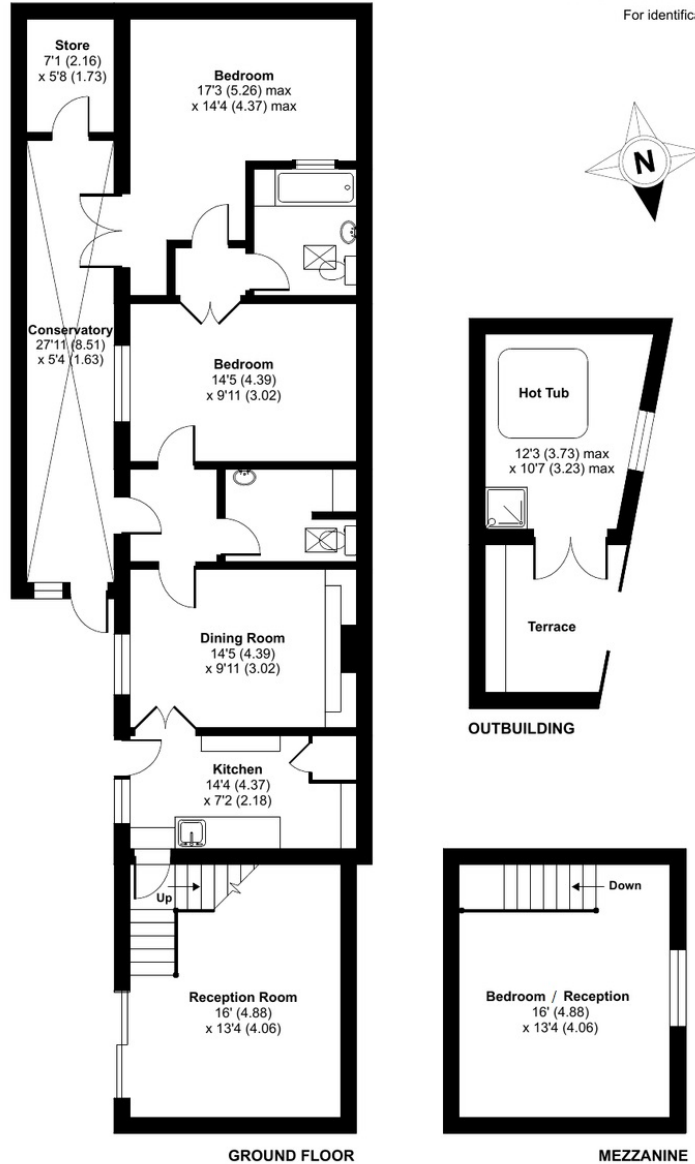 For identifica
Store
7'1 (2.16)
x 5'8 (1.73)
Bedroom
17'3 (5.26) max
x 14'4 (4.37) max
N
Conservatory
27'11 (8.51)
x 5'4 (1.63)
Bedroom
14'5 (4.39)
x 9'11 (3.02)
Hot Tub
12'3 (3.73) max
x 10'7 (3.23) max
Terrace
OUTBUILDING
Dining Room
14'5 (4.39)
x 9'11 (3.02)
Kitchen
14'4 (4.37)
x 7'2 (2.18)
Up
Reception Room
16' (4.88)
x 13'4 (4.06)
GROUND FLOOR
Down
Bedroom / Reception
16' (4.88)
x 13'4 (4.06)
MEZZANINE